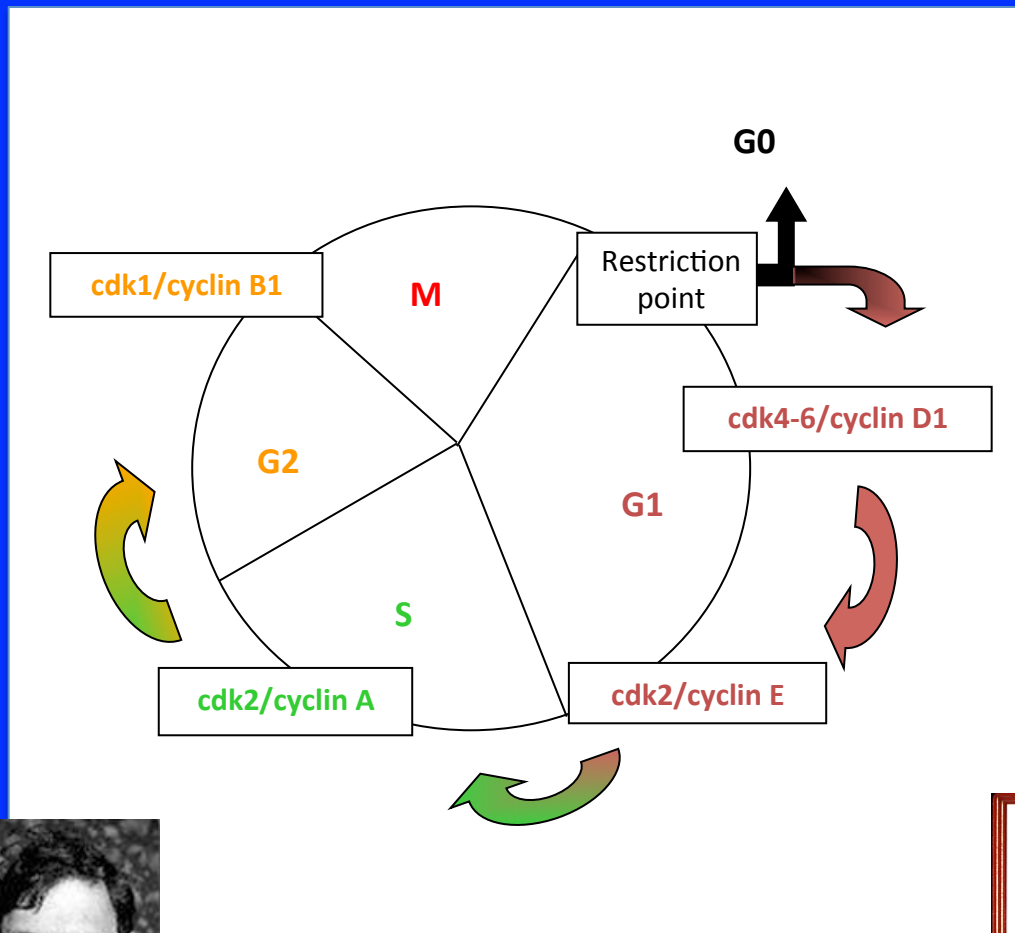 G0
Restriction
point
cdk1/cyclin B1
M
cdk4-6/cyclin D1
G2
G1
S
cdk2/cyclin E
cdk2/cyclin A